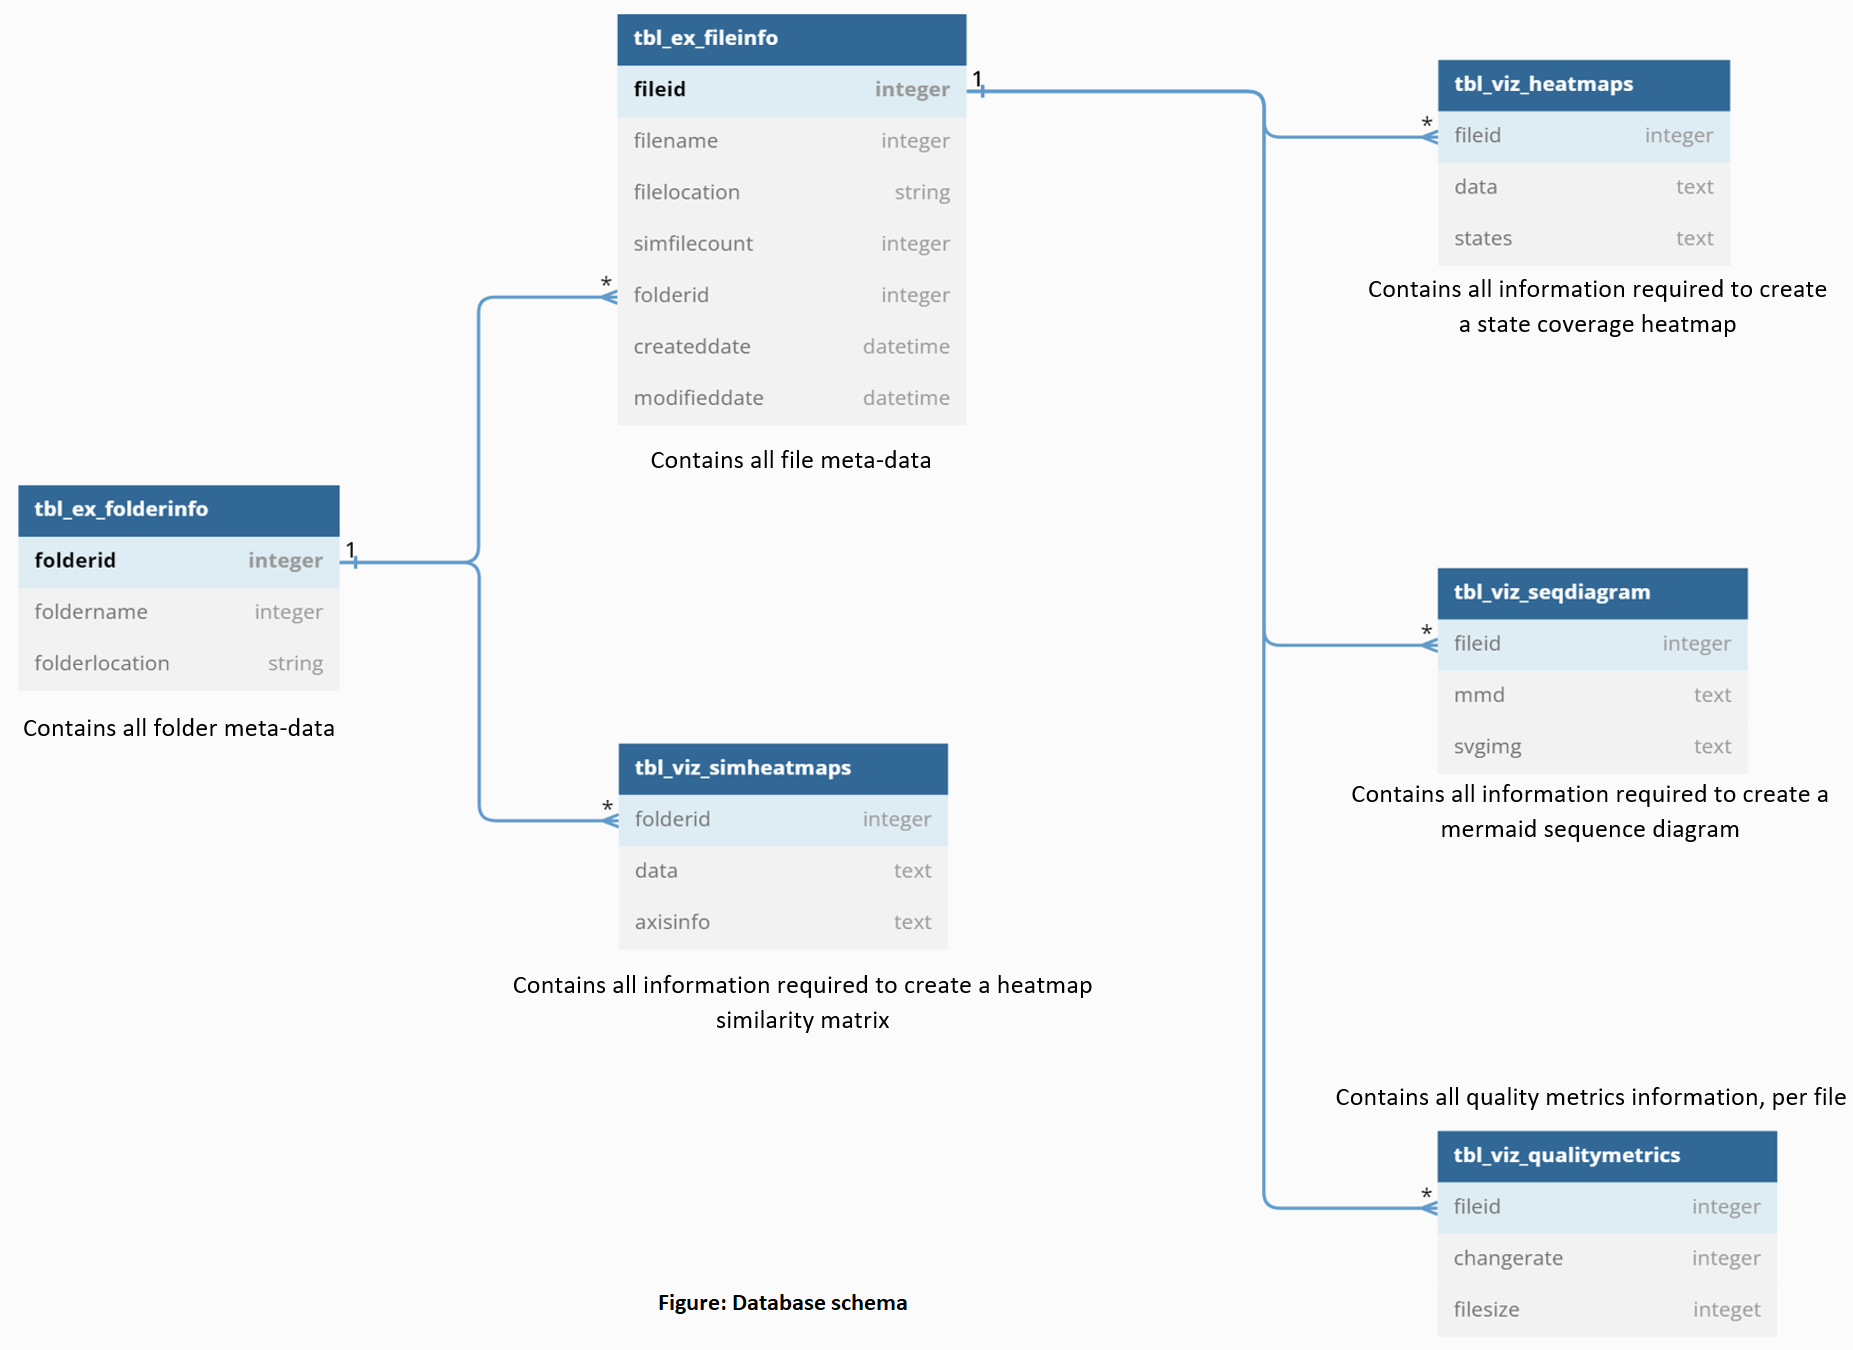 tbl_ex_fileinfo
fileid integer
filename integer
filelocation string
simfilecount integer
folderid integer
createddate datetime
modifieddate datetime
Contains all file meta-data
1
*
tbl_ex_folderinfo
folderid integer
foldername integer
folderlocation string
Contains all folder meta-data
1
tbl_viz_simheatmaps
folderid integer
data text
axisinfo text
*
Contains all information required to create a heatmap
similarity matrix
tbl_viz_heatmaps
fileid integer
data text
states text
*
Contains all information required to create
a state coverage heatmap
tbl_viz_seqdiagram
fileid integer
mmd text
svgimg text
*
Contains all information required to create a
mermaid sequence diagram
Contains all quality metrics information, per file
tbl_viz_qualitymetrics
fileid integer
changerate integer
filesize integet
*
Figure: Database schema